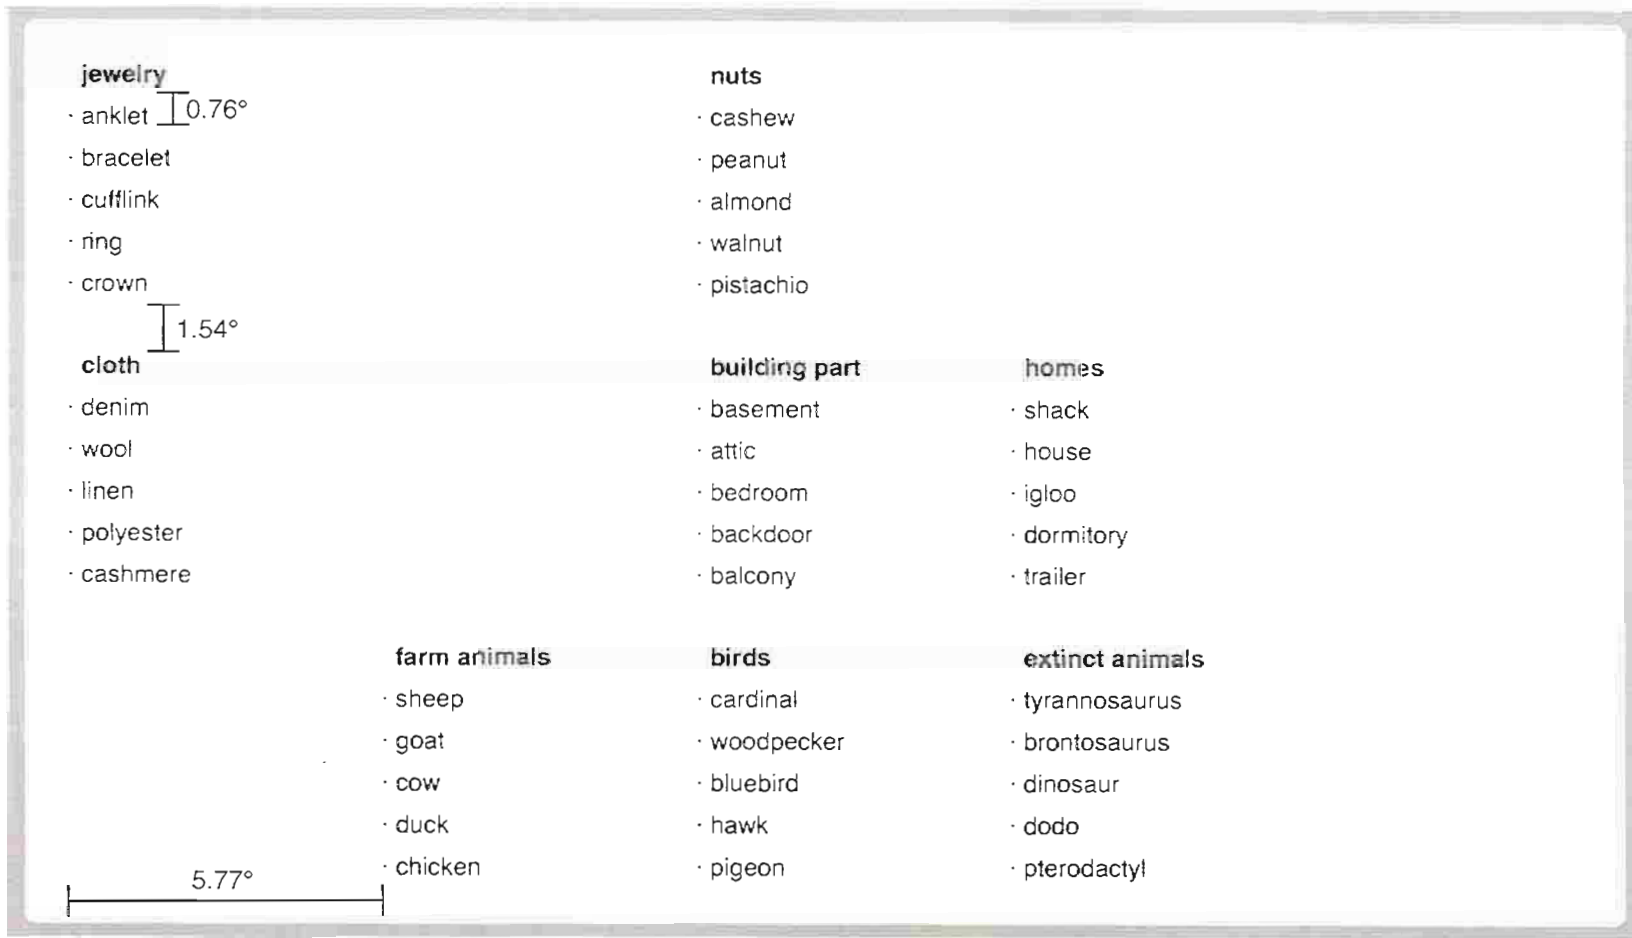 jewelry
· anklet 0.76°
· bracelet
· cufflink
· ring
· crown
1.54°
nuts
· cashew
· peanut
· almond
· walnut
· pistachio
cloth
· denim
· wool
· linen
· polyester
· cashmere
building part
· basement
· attic
· bedroom
· backdoor
· balcony
homes
· shack
· house
· igloo
· dormitory
· trailer
farm animals
· sheep
· goat
· cow
· duck
· chicken
birds
· cardinal
· woodpecker
· bluebird
· hawk
· pigeon
extinct animals
· tyrannosaurus
· brontosaurus
· dinosaur
· dodo
· pterodactyl
5.77°